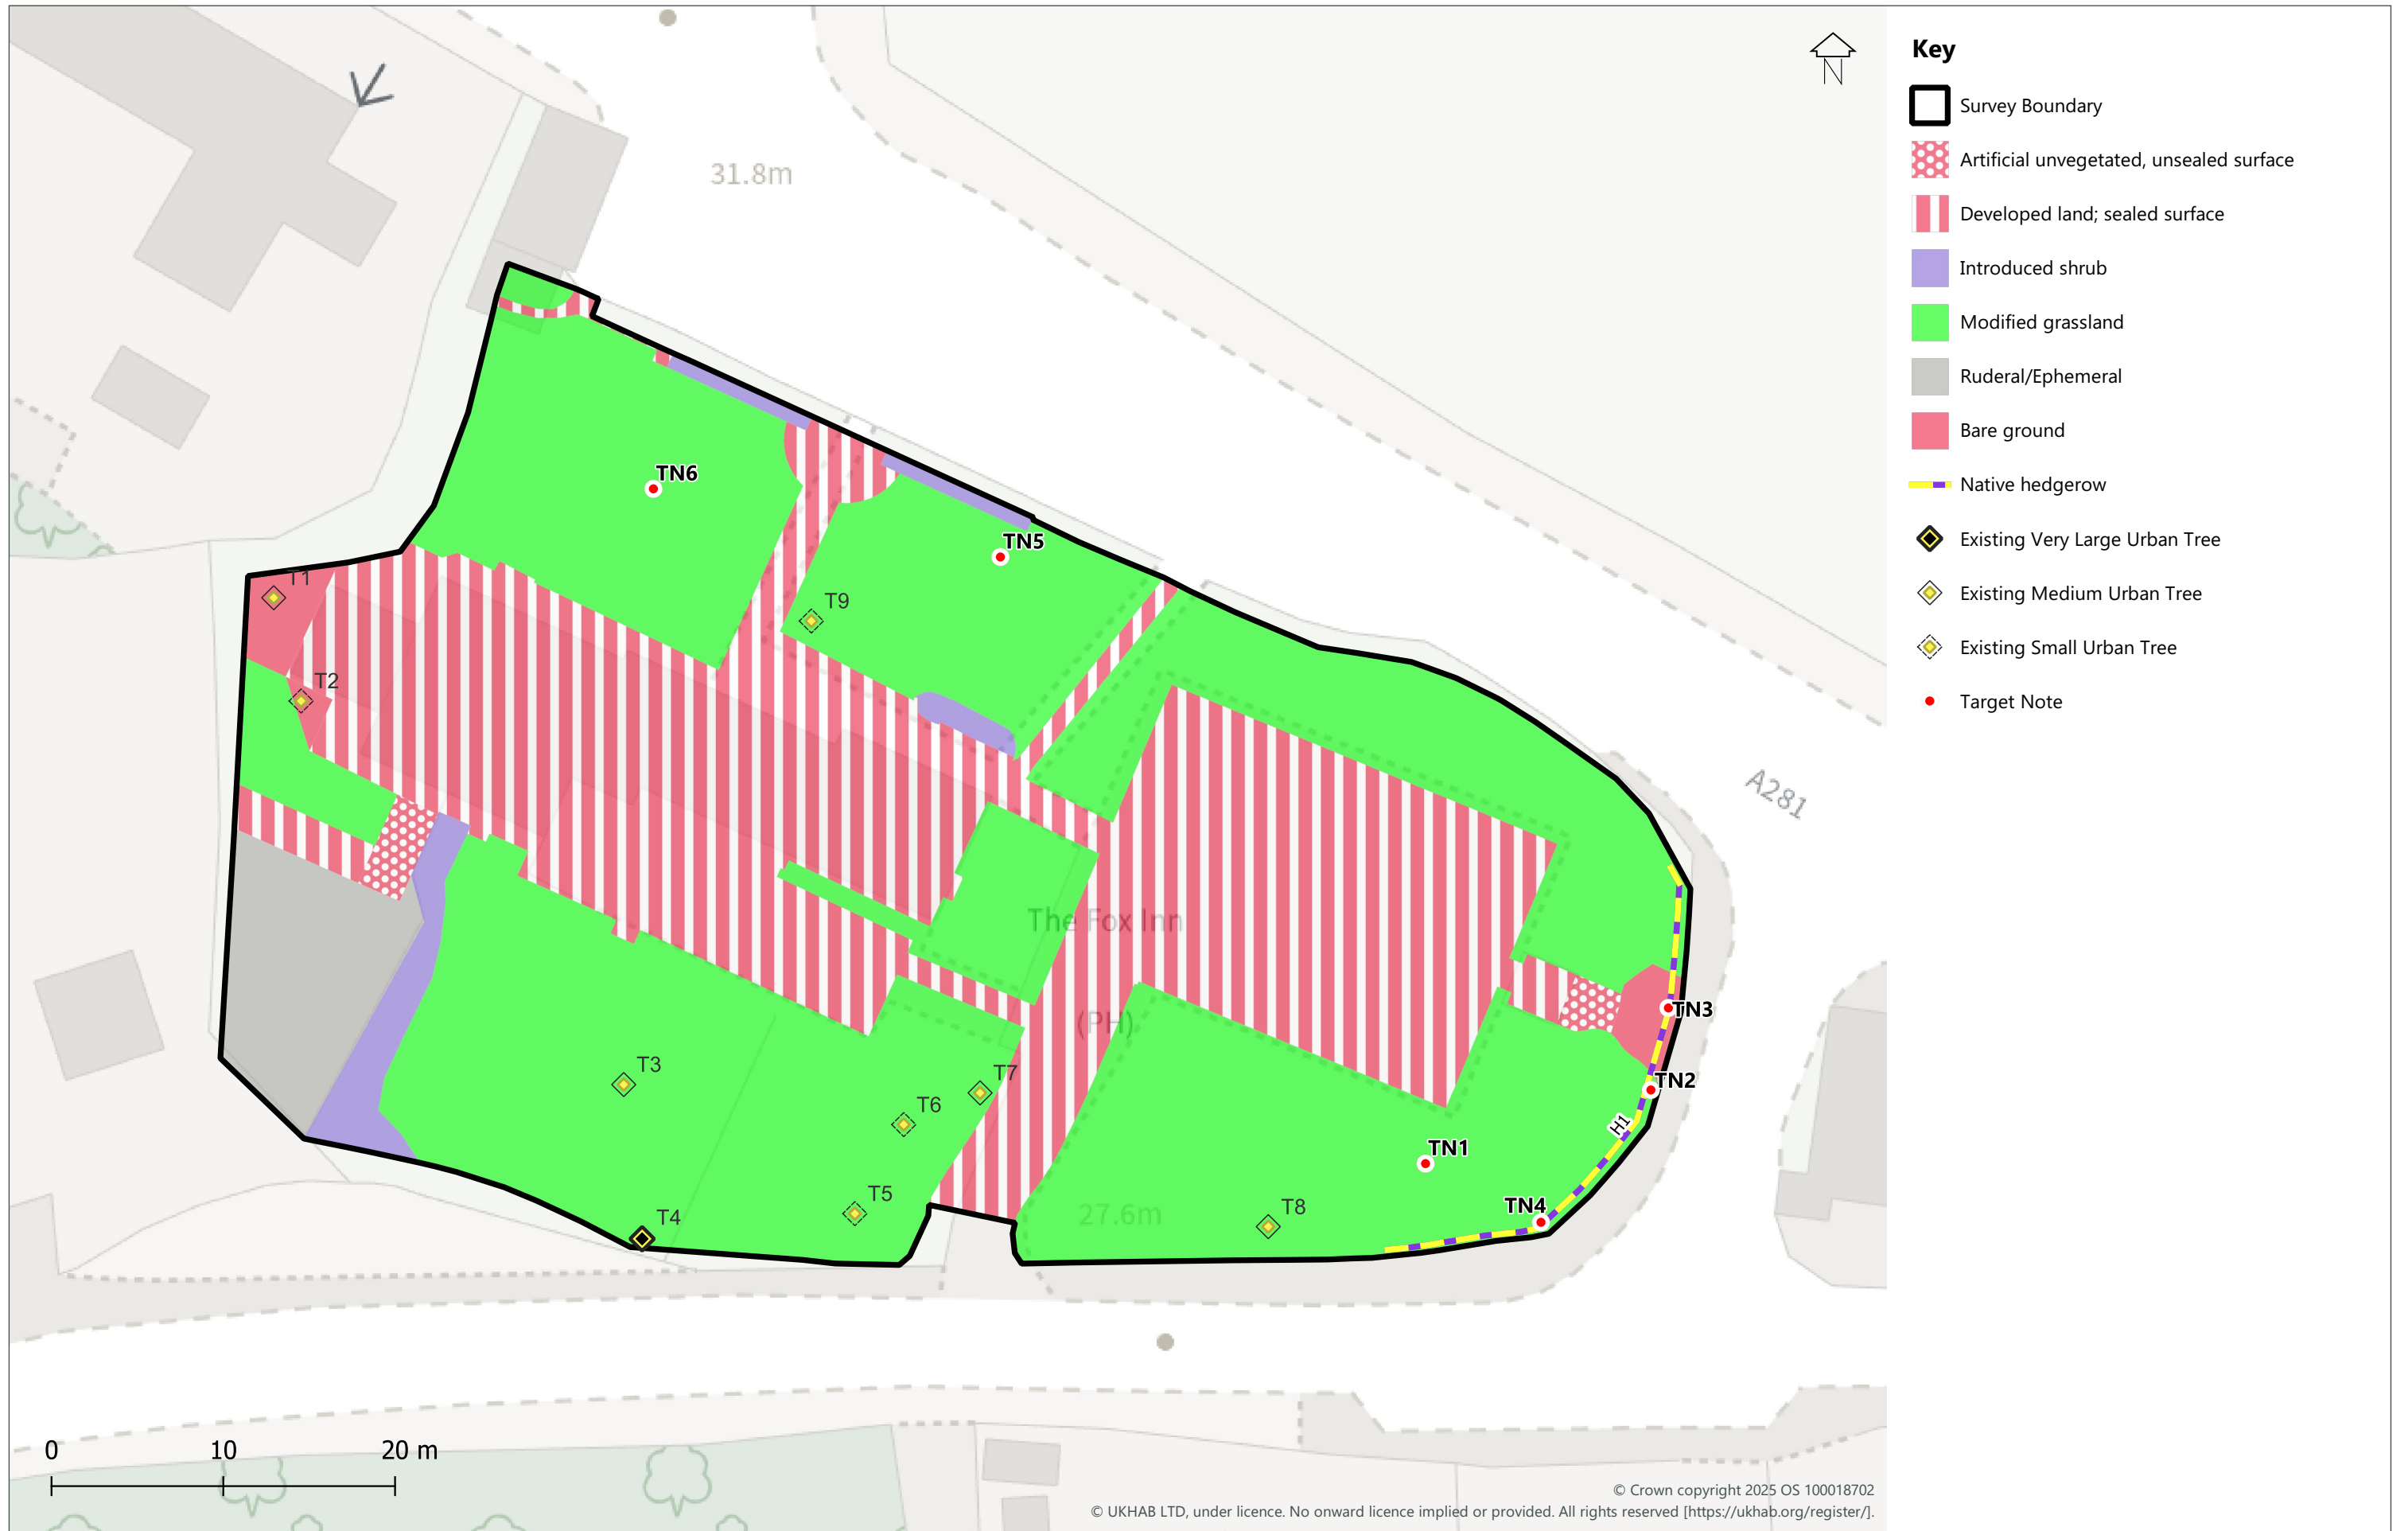 N
31.8m
TN6
TN5
T1
T9
T2
A281
The Fox Inn
(PH)
TN3
T3
T7
TN2
T6
H1
TN1
T5
T8
TN4
T4
27.6m
0 10 20 m
© Crown copyright 2025 OS 100018702
© UKHAB LTD, under licence. No onward licence implied or provided. All rights reserved [https://ukhab.org/register/].
Key
Survey Boundary
Artificial unvegetated, unsealed surface
Developed land; sealed surface
Introduced shrub
Modified grassland
Ruderal/Ephemeral
Bare ground
Native hedgerow
Existing Very Large Urban Tree
Existing Medium Urban Tree
Existing Small Urban Tree
Target Note